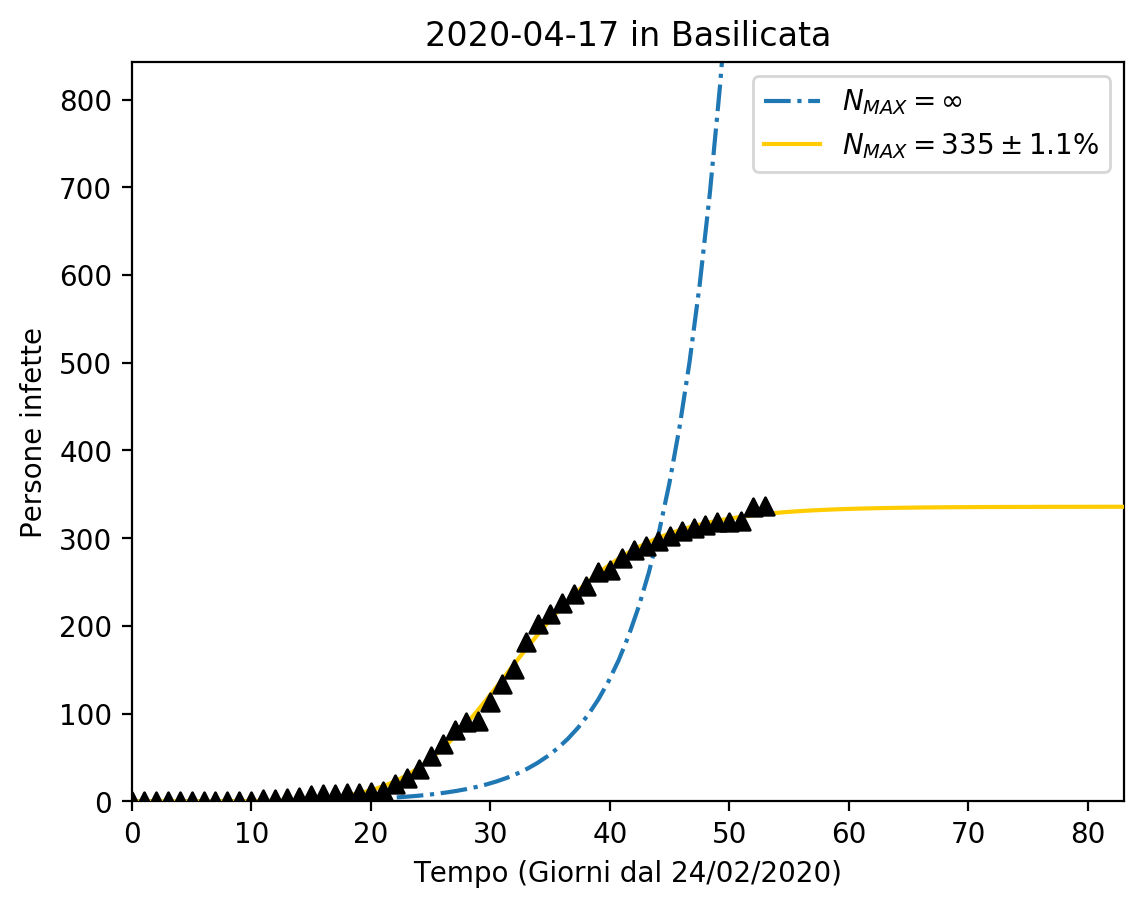 2020-04-17 in Basilicata
N_MAX = ∞
N_MAX = 335 ± 1.1%
Persone infette
800
700
600
500
400
300
200
100
0
0 10 20 30 40 50 60 70 80
Tempo (Giorni dal 24/02/2020)